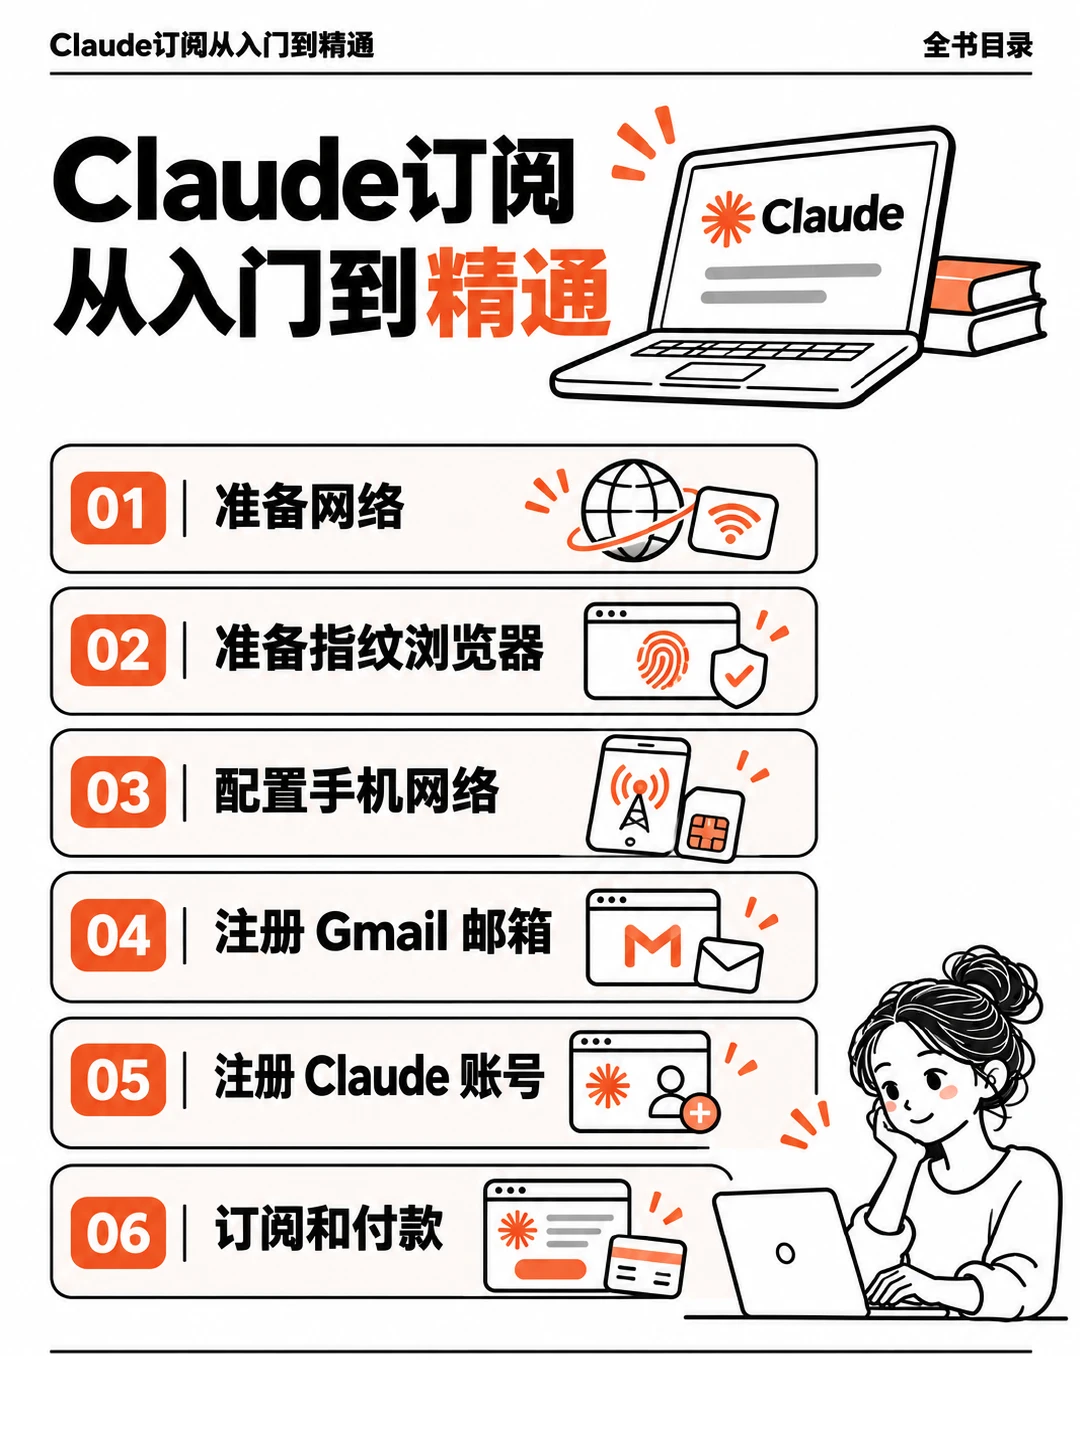 Claude订阅从入门到精通
全书目录
Claude订阅
从入门到精通
Claude
01 准备网络
02 准备指纹浏览器
03 配置手机网络
04 注册 Gmail 邮箱
05 注册 Claude 账号
06 订阅和付款